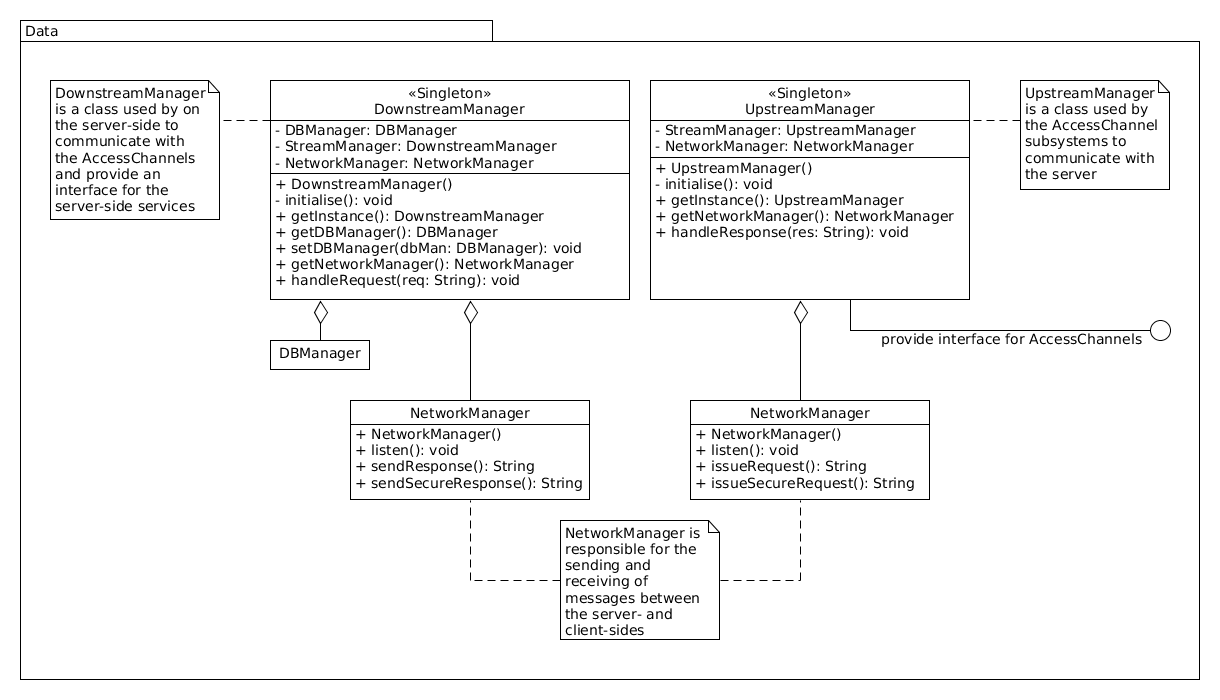 Data
DownstreamManager
is a class used by on
the server-side to
communicate with
the AccessChannels
and provide an
interface for the
server-side services
«Singleton»
DownstreamManager
- DBManager: DBManager
- StreamManager: DownstreamManager
- NetworkManager: NetworkManager
+ DownstreamManager()
- initialise(): void
+ getInstance(): DownstreamManager
+ getDBManager(): DBManager
+ setDBManager(dbMan: DBManager): void
+ getNetworkManager(): NetworkManager
+ handleRequest(req: String): void
«Singleton»
UpstreamManager
- StreamManager: UpstreamManager
- NetworkManager: NetworkManager
+ UpstreamManager()
- initialise(): void
+ getInstance(): UpstreamManager
+ getNetworkManager(): NetworkManager
+ handleResponse(res: String): void
UpstreamManager
is a class used by
the AccessChannel
subsystems to
communicate with
the server
provide interface for AccessChannels
DBManager
NetworkManager
+ NetworkManager()
+ listen(): void
+ sendResponse(): String
+ sendSecureResponse(): String
NetworkManager
+ NetworkManager()
+ listen(): void
+ issueRequest(): String
+ issueSecureRequest(): String
NetworkManager is
responsible for the
sending and
receiving of
messages between
the server- and
client-sides